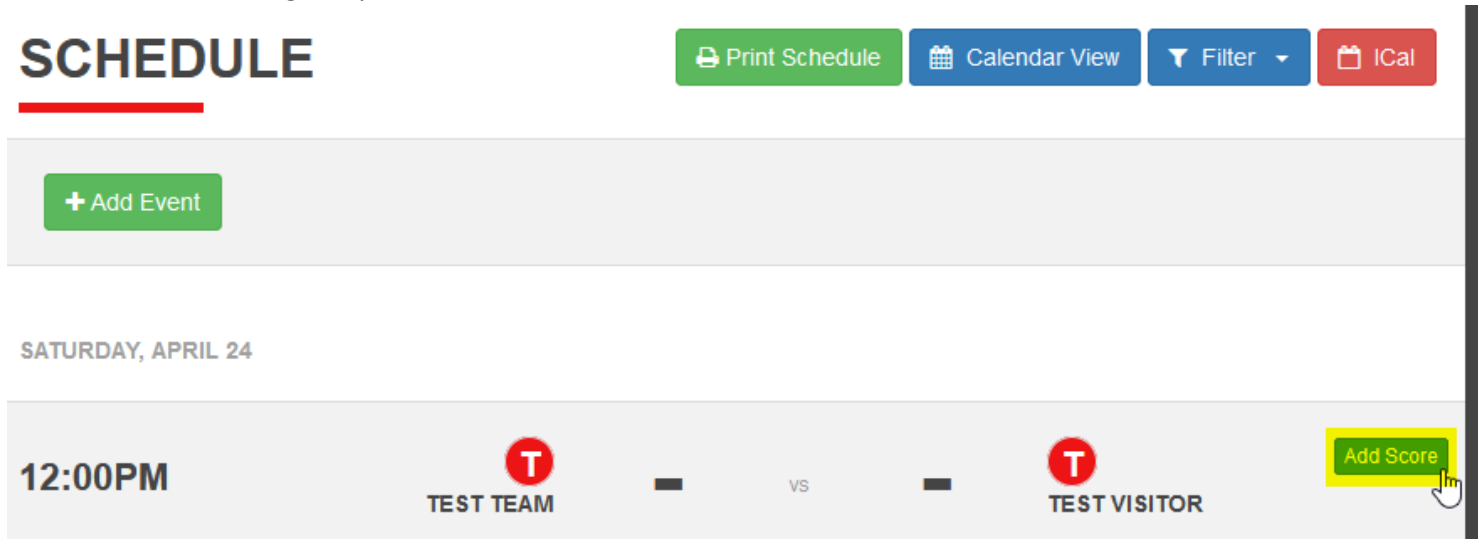 SCHEDULE
Print Schedule
Calendar View
Filter
ICal
+ Add Event
SATURDAY, APRIL 24
12:00PM
T
TEST TEAM
-
vs
-
T
TEST VISITOR
Add Score